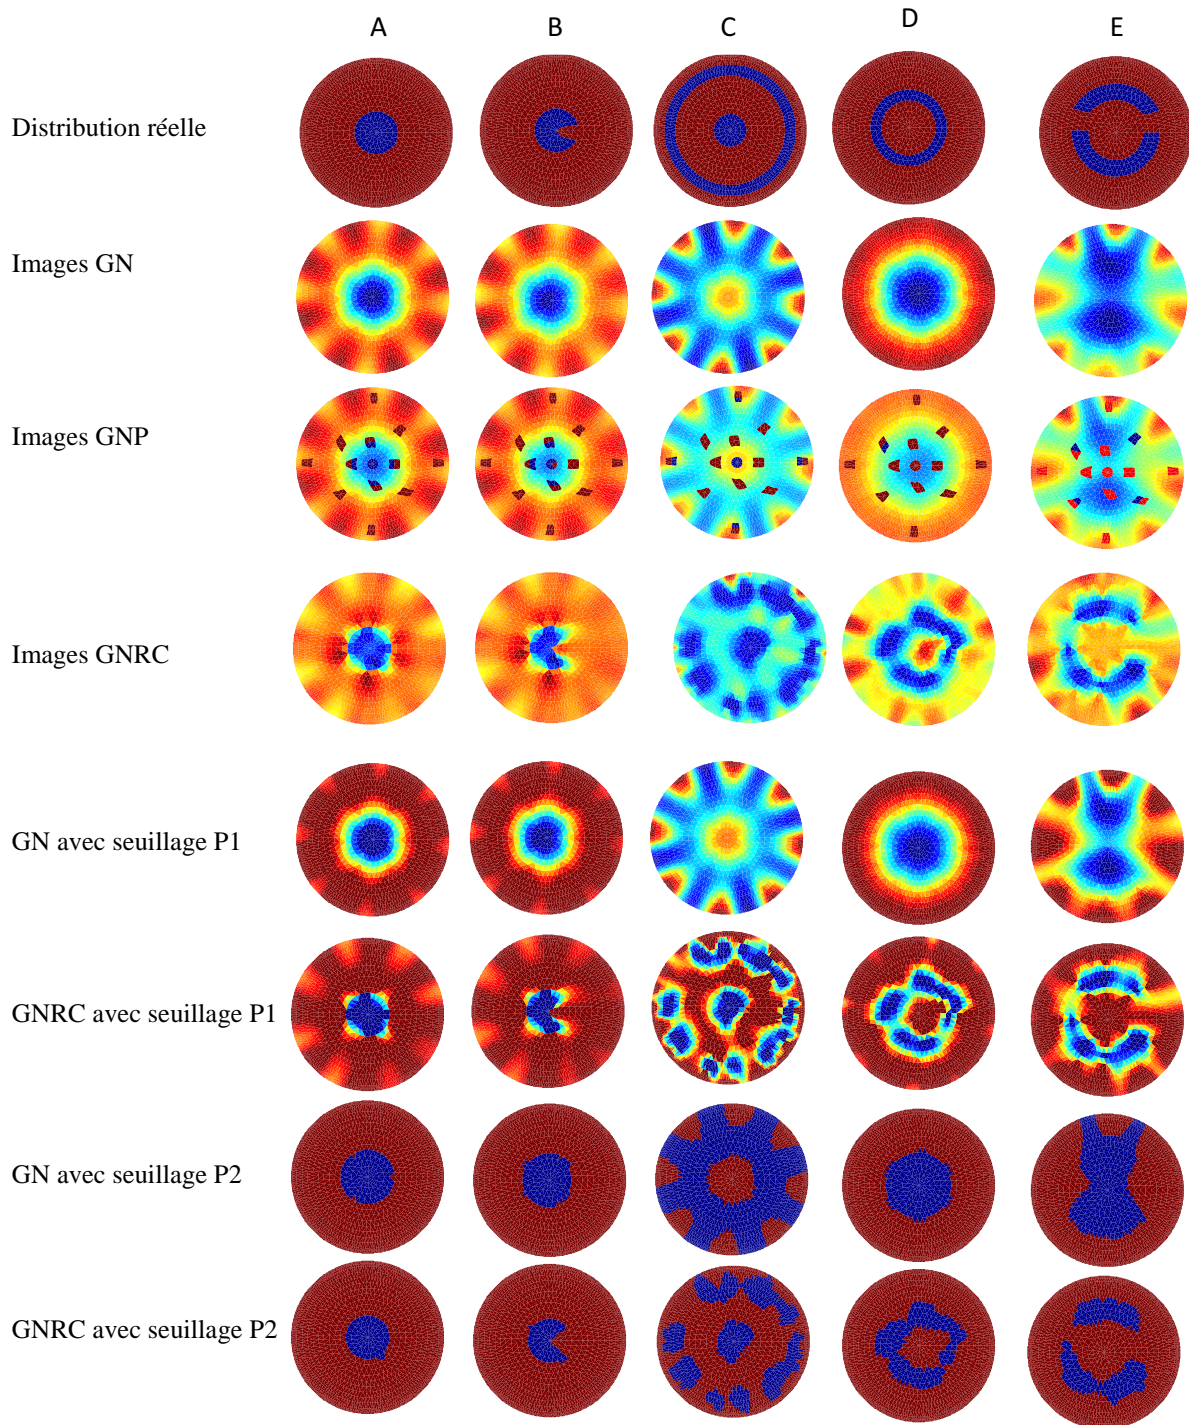 A B C D E
Distribution réelle
Images GN
Images GNP
Images GNRC
GN avec seuillage P1
GNRC avec seuillage P1
GN avec seuillage P2
GNRC avec seuillage P2